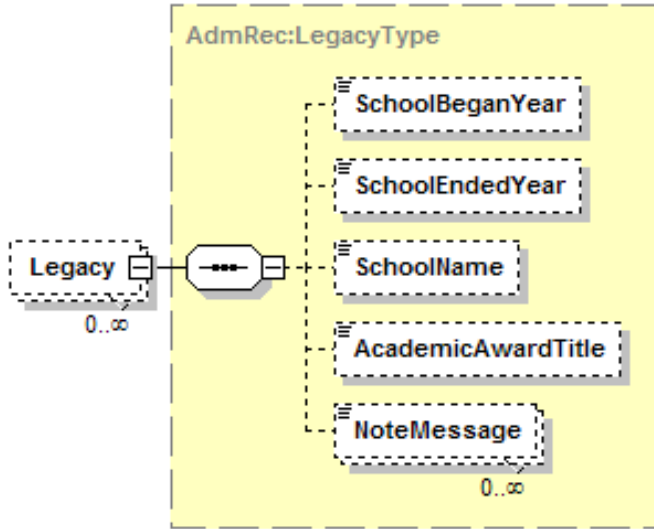 AdmRec:LegacyType
SchoolBeganYear
SchoolEndedYear
Legacy
0..∞
SchoolName
AcademicAwardTitle
NoteMessage
0..∞